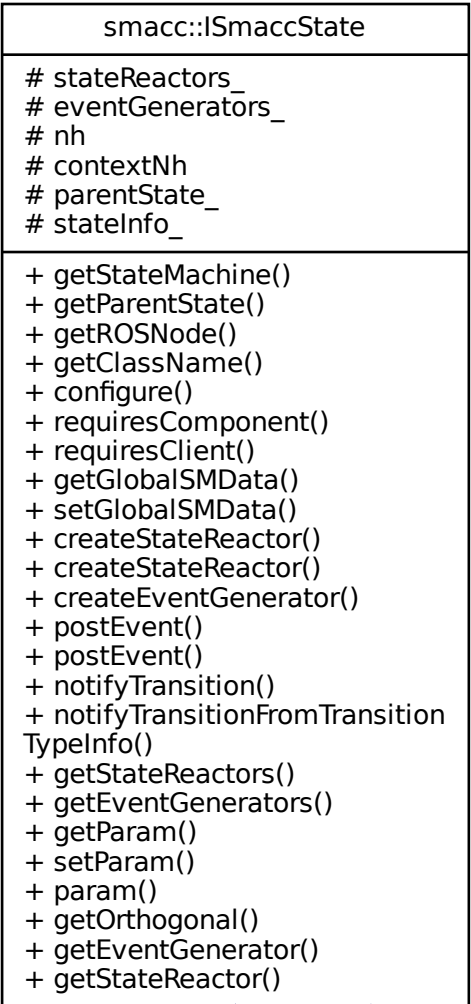 smacc::ISmaccState
# stateReactors_
# eventGenerators_
# nh
# contextNh
# parentState_
# stateInfo_
+ getStateMachine()
+ getParentState()
+ getROSNode()
+ getClassName()
+ configure()
+ requiresComponent()
+ requiresClient()
+ getGlobalSMData()
+ setGlobalSMData()
+ createStateReactor()
+ createStateReactor()
+ createEventGenerator()
+ postEvent()
+ postEvent()
+ notifyTransition()
+ notifyTransitionFromTransition
TypeInfo()
+ getStateReactors()
+ getEventGenerators()
+ getParam()
+ setParam()
+ param()
+ getOrthogonal()
+ getEventGenerator()
+ getStateReactor()